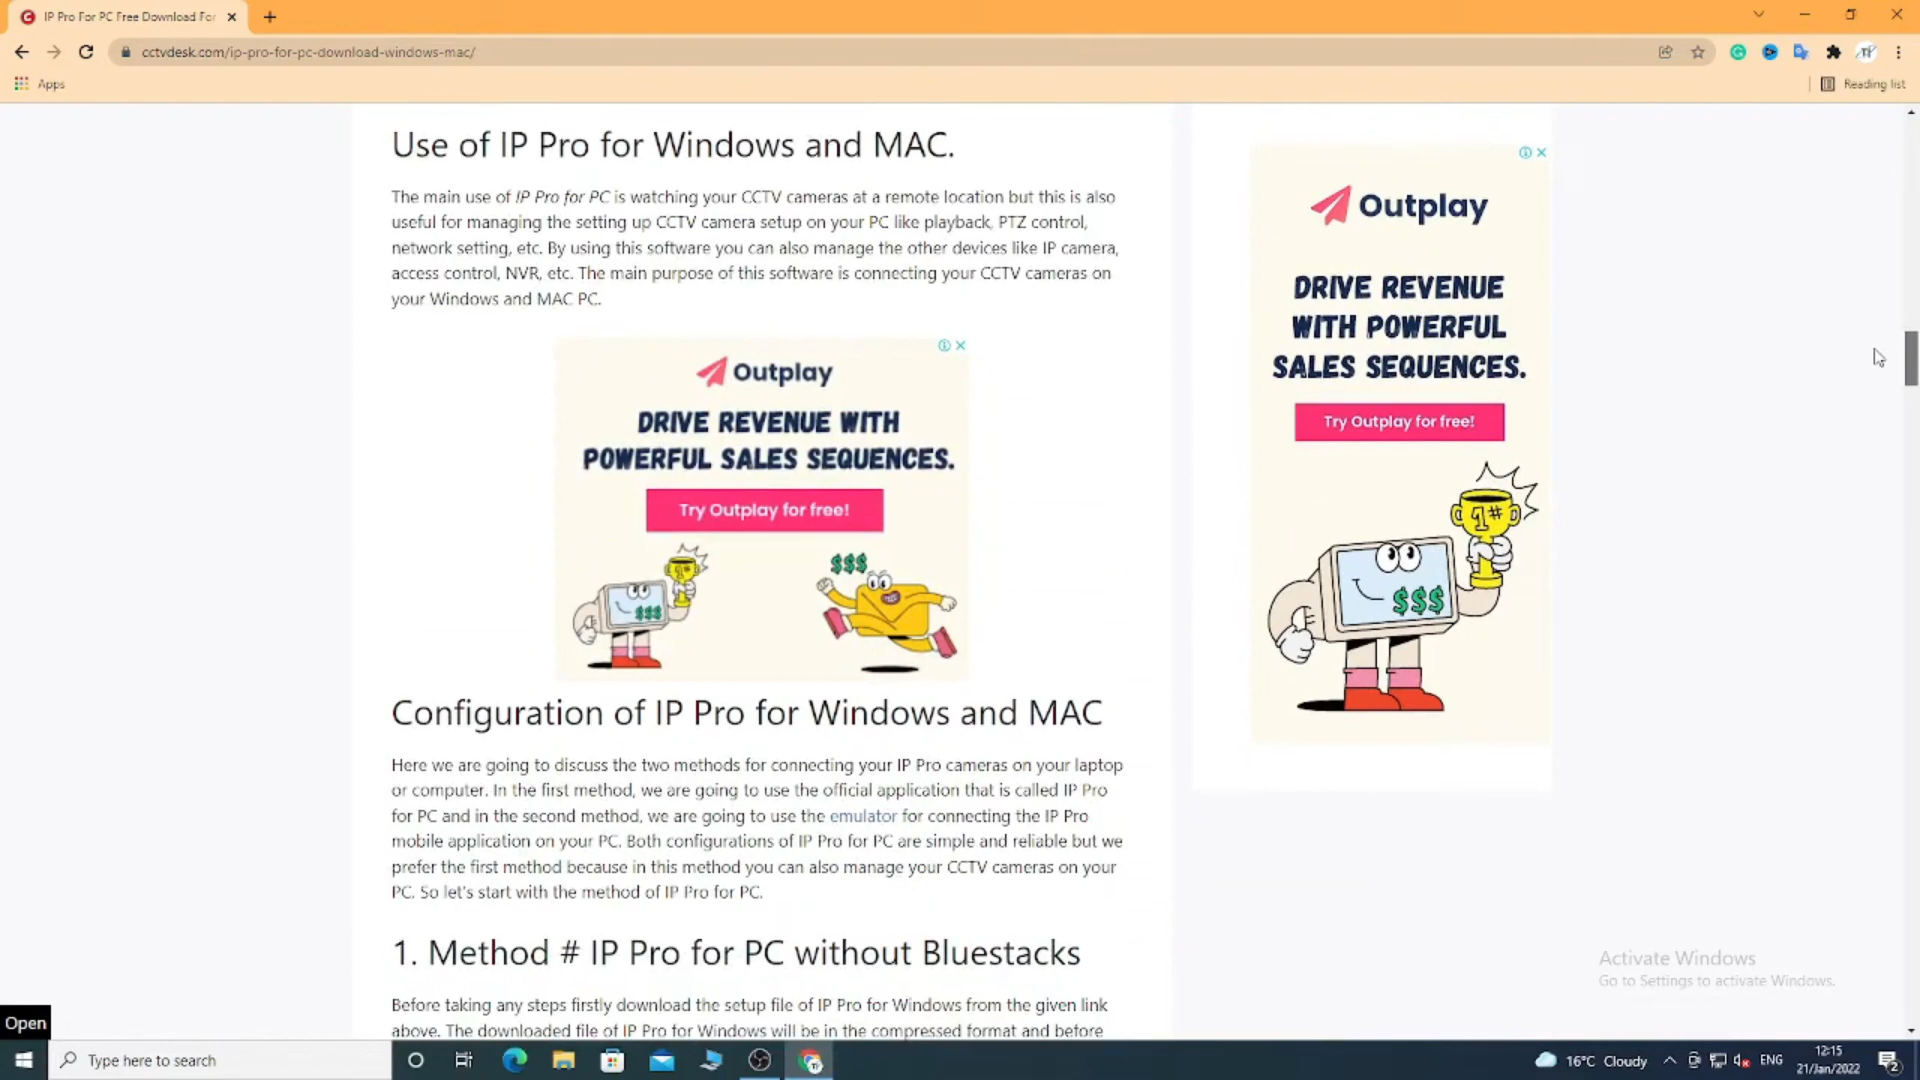 IP Pro For PC Free Download For
cctvdesk.com/ip-pro-for-pc-download-windows-mac/
Apps
Reading list
Use of IP Pro for Windows and MAC.
The main use of IP Pro for PC is watching your CCTV cameras at a remote location but this is also
useful for managing the setting up CCTV camera setup on your PC like playback, PTZ control,
network setting, etc. By using this software you can also manage the other devices like IP camera,
access control, NVR, etc. The main purpose of this software is connecting your CCTV cameras on
your Windows and MAC PC.
Outplay
DRIVE REVENUE WITH
POWERFUL SALES SEQUENCES.
Try Outplay for free!
$$$
$$$
Outplay
DRIVE REVENUE
WITH POWERFUL
SALES SEQUENCES.
Try Outplay for free!
1#
$$$
Configuration of IP Pro for Windows and MAC
Here we are going to discuss the two methods for connecting your IP Pro cameras on your laptop
or computer. In the first method, we are going to use the official application that is called IP Pro
for PC and in the second method, we are going to use the emulator for connecting the IP Pro
mobile application on your PC. Both configurations of IP Pro for PC are simple and reliable but we
prefer the first method because in this method you can also manage your CCTV cameras on your
PC. So let's start with the method of IP Pro for PC.
1. Method # IP Pro for PC without Bluestacks
Before taking any steps firstly download the setup file of IP Pro for Windows from the given link
above. The downloaded file of IP Pro for Windows will be in the compressed format and before
Activate Windows
Go to Settings to activate Windows.
Open
Type here to search
16°C Cloudy
ENG
12:15
21/Jan/2022
2